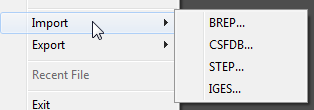 Import
Export
Recent File
Exit
BREP...
CSFDB...
STEP...
IGES...